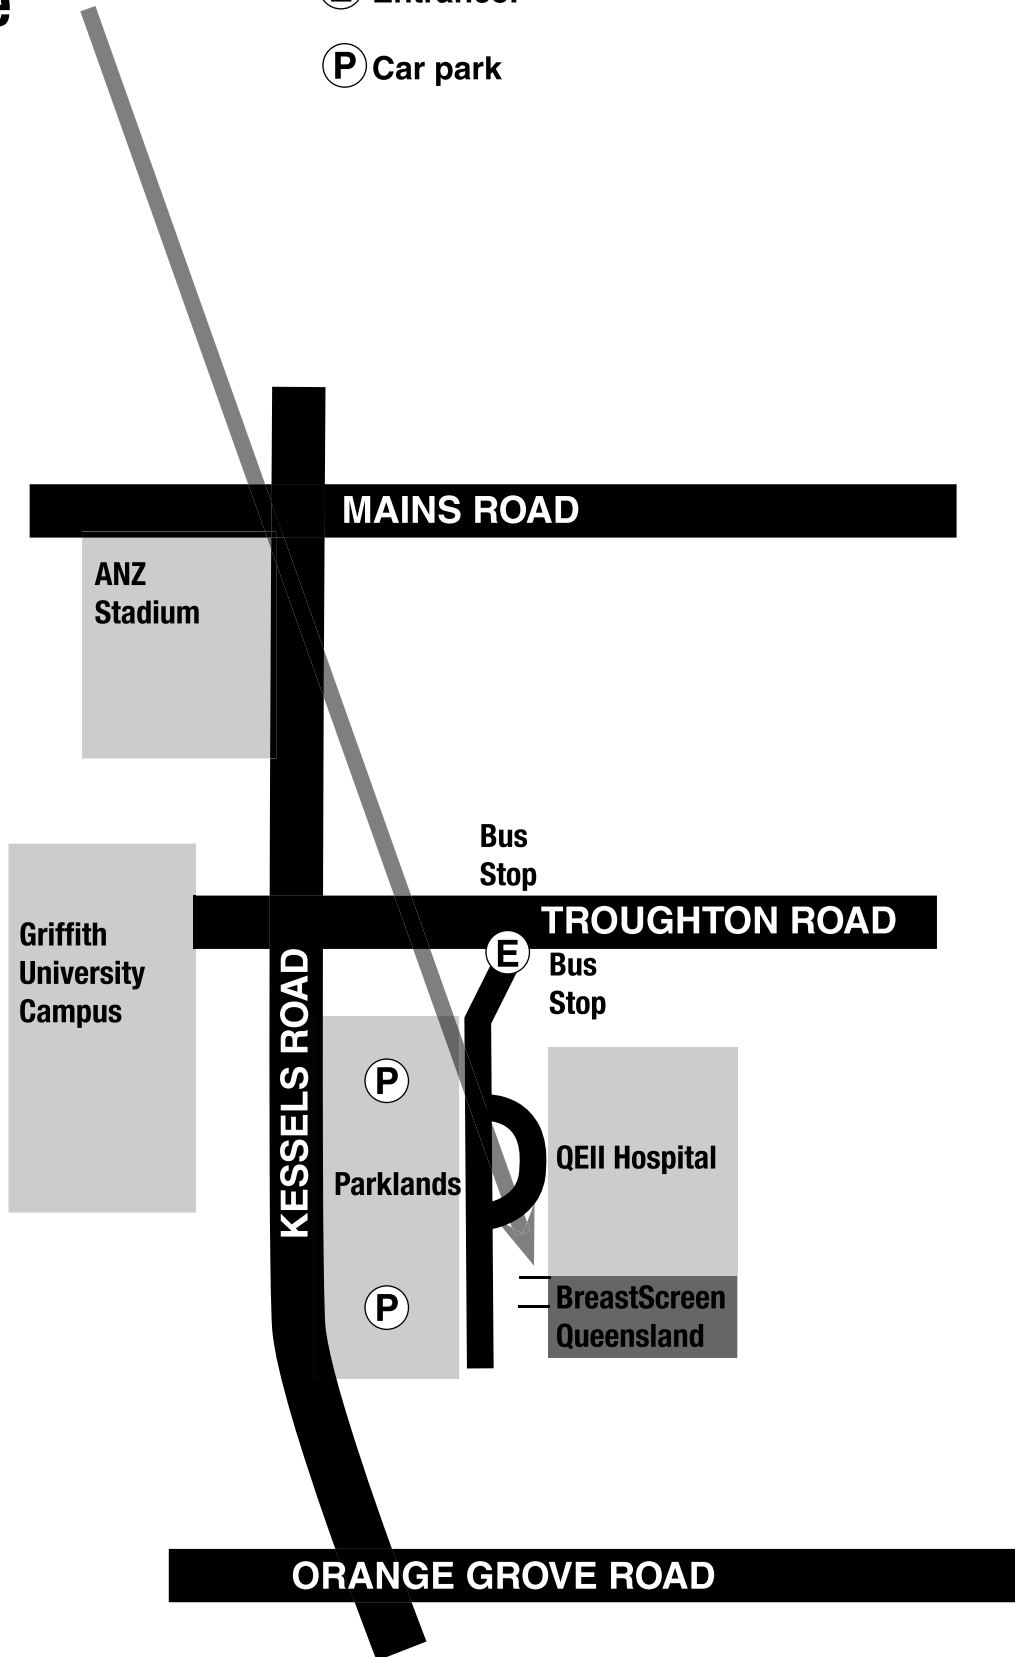 E Entrance.
P Car park
MAINS ROAD
ANZ
Stadium
Bus
Stop
TROUGHTON ROAD
Griffith
University
Campus
E
Bus
Stop
KESSELS ROAD
P
QEII Hospital
Parklands
P
BreastScreen
Queensland
ORANGE GROVE ROAD